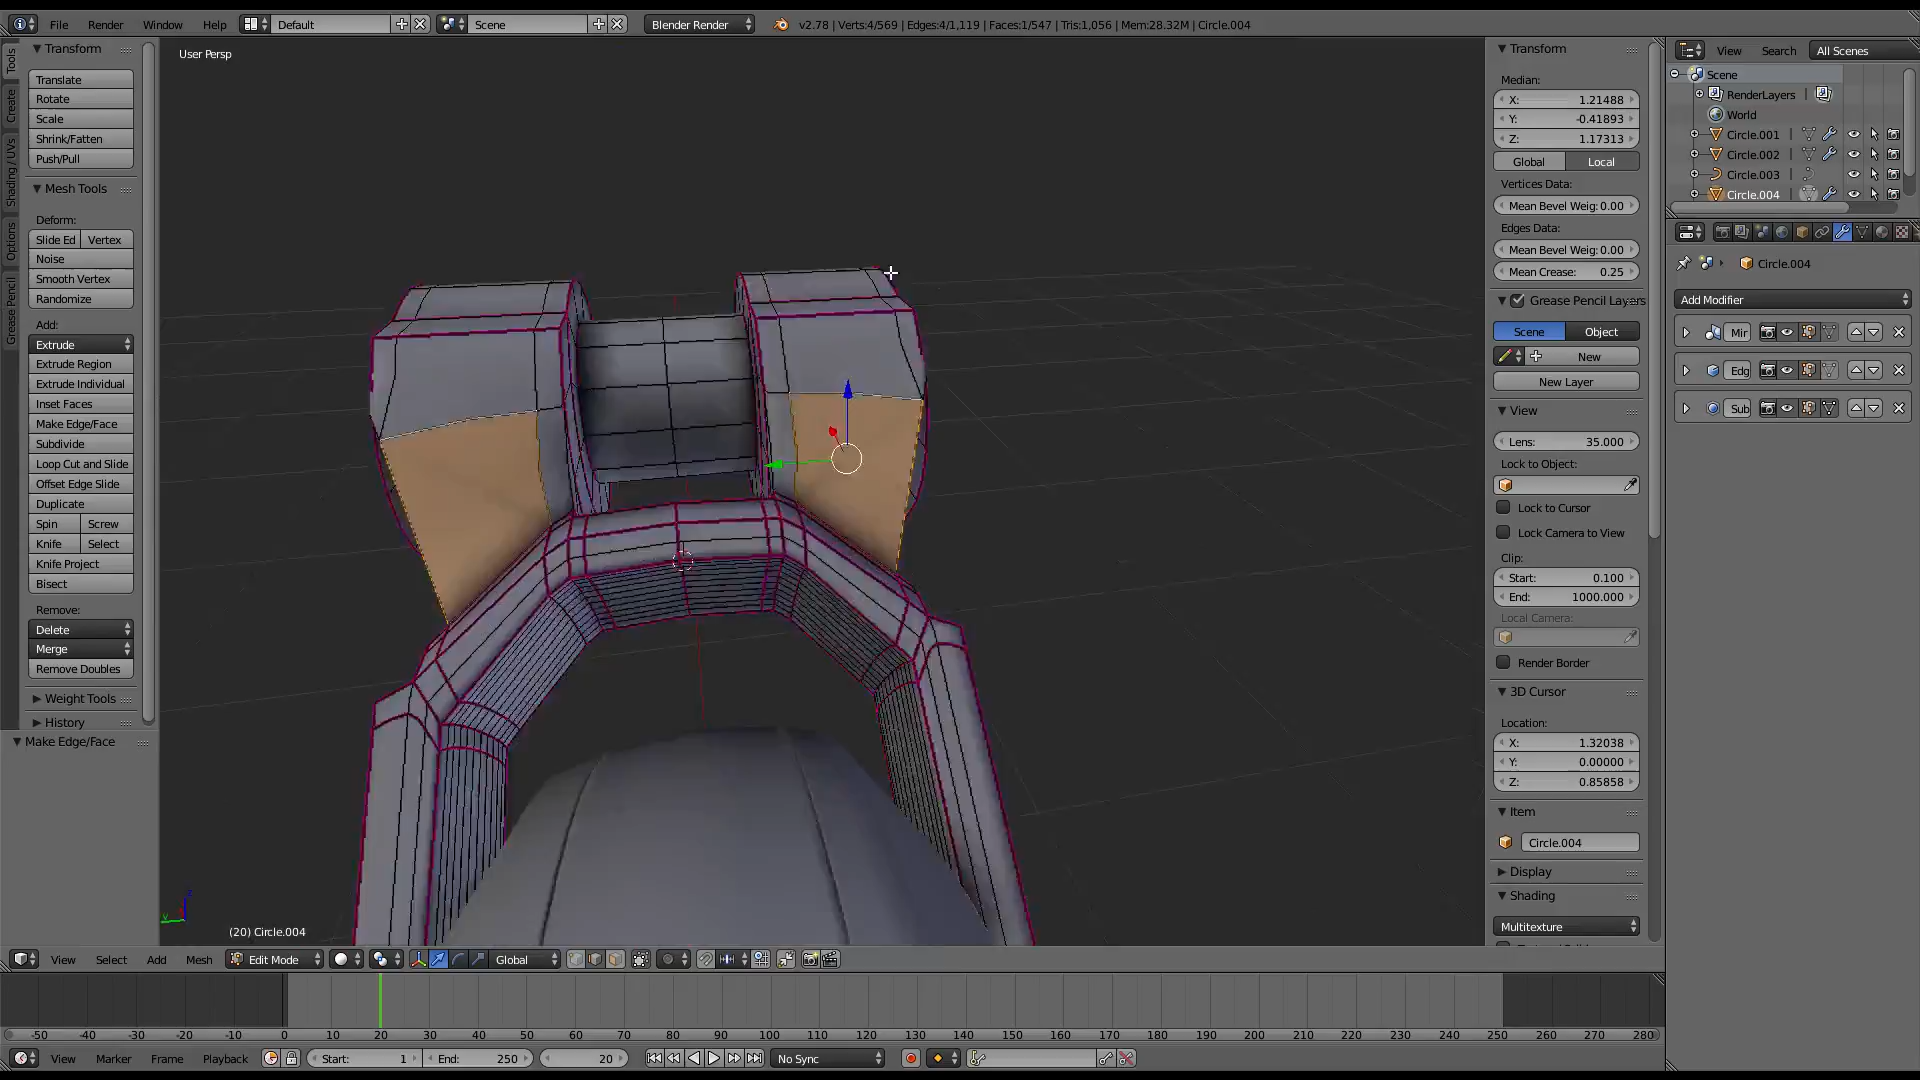 File Render Window Help Default Scene Blender Render v2.78 | Verts:4/569 | Edges:4/1,119 | Faces:1/547 | Tris:1,056 | Mem:28.32M | Circle.004
Tools
Create
Shading / UVs
Options
Grease Pencil
Transform
Translate
Rotate
Scale
Shrink/Fatten
Push/Pull
Mesh Tools
Deform:
Slide Ed Vertex
Noise
Smooth Vertex
Randomize
Add:
Extrude
Extrude Region
Extrude Individual
Inset Faces
Make Edge/Face
Subdivide
Loop Cut and Slide
Offset Edge Slide
Duplicate
Spin Screw
Knife Select
Knife Project
Bisect
Remove:
Delete
Merge
Remove Doubles
Weight Tools
History
Make Edge/Face
User Persp
(20) Circle.004
Transform
Median:
X: 1.21488
Y: -0.41893
Z: 1.17313
Global Local
Vertices Data:
Mean Bevel Weig: 0.00
Edges Data:
Mean Bevel Weig: 0.00
Mean Crease: 0.25
Grease Pencil Layers
Scene Object
New
New Layer
View
Lens: 35.000
Lock to Object:
Lock to Cursor
Lock Camera to View
Clip:
Start: 0.100
End: 1000.000
Local Camera:
Render Border
3D Cursor
Location:
X: 1.32038
Y: 0.00000
Z: 0.85858
Item
Circle.004
Display
Shading
Multitexture
View Search All Scenes
Scene
RenderLayers
World
Circle.001
Circle.002
Circle.003
Circle.004
Circle.004
Add Modifier
Mir
Edg
Sub
View Select Add Mesh Edit Mode Global
-50 -40 -30 -20 -10 0 10 20 30 40 50 60 70 80 90 100 110 120 130 140 150 160 170 180 190 200 210 220 230 240 250 260 270 280
View Marker Frame Playback Start: 1 End: 250 20 No Sync